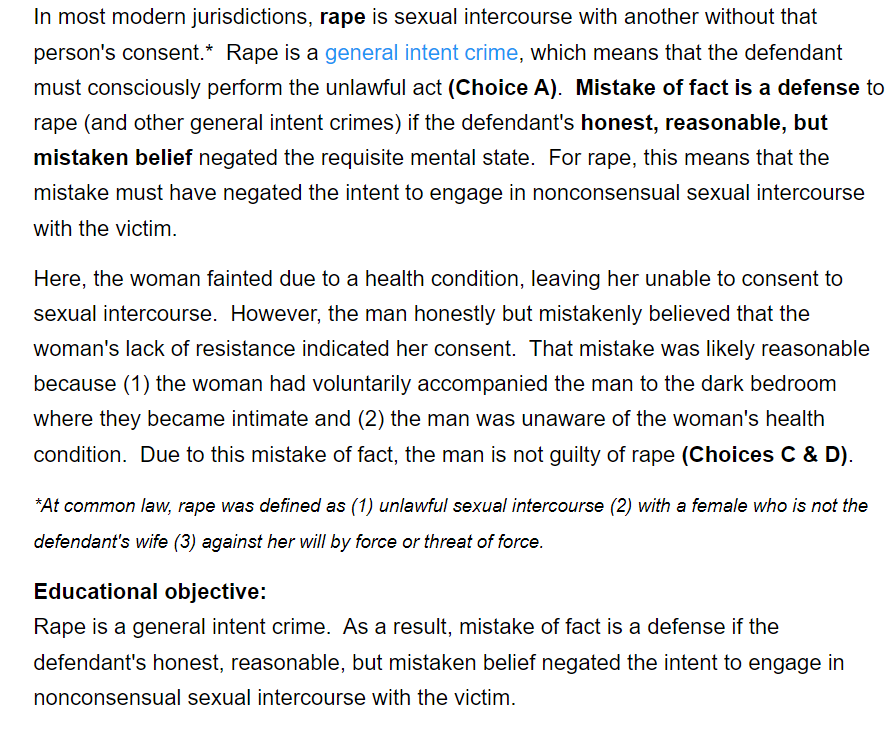 In most modern jurisdictions, rape is sexual intercourse with another without that
person's consent.*  Rape is a general intent crime, which means that the defendant
must consciously perform the unlawful act (Choice A).  Mistake of fact is a defense to
rape (and other general intent crimes) if the defendant's honest, reasonable, but
mistaken belief negated the requisite mental state.  For rape, this means that the
mistake must have negated the intent to engage in nonconsensual sexual intercourse
with the victim.
Here, the woman fainted due to a health condition, leaving her unable to consent to
sexual intercourse.  However, the man honestly but mistakenly believed that the
woman's lack of resistance indicated her consent.  That mistake was likely reasonable
because (1) the woman had voluntarily accompanied the man to the dark bedroom
where they became intimate and (2) the man was unaware of the woman's health
condition.  Due to this mistake of fact, the man is not guilty of rape (Choices C & D).
*At common law, rape was defined as (1) unlawful sexual intercourse (2) with a female who is not the
defendant's wife (3) against her will by force or threat of force.
Educational objective:
Rape is a general intent crime.  As a result, mistake of fact is a defense if the
defendant's honest, reasonable, but mistaken belief negated the intent to engage in
nonconsensual sexual intercourse with the victim.